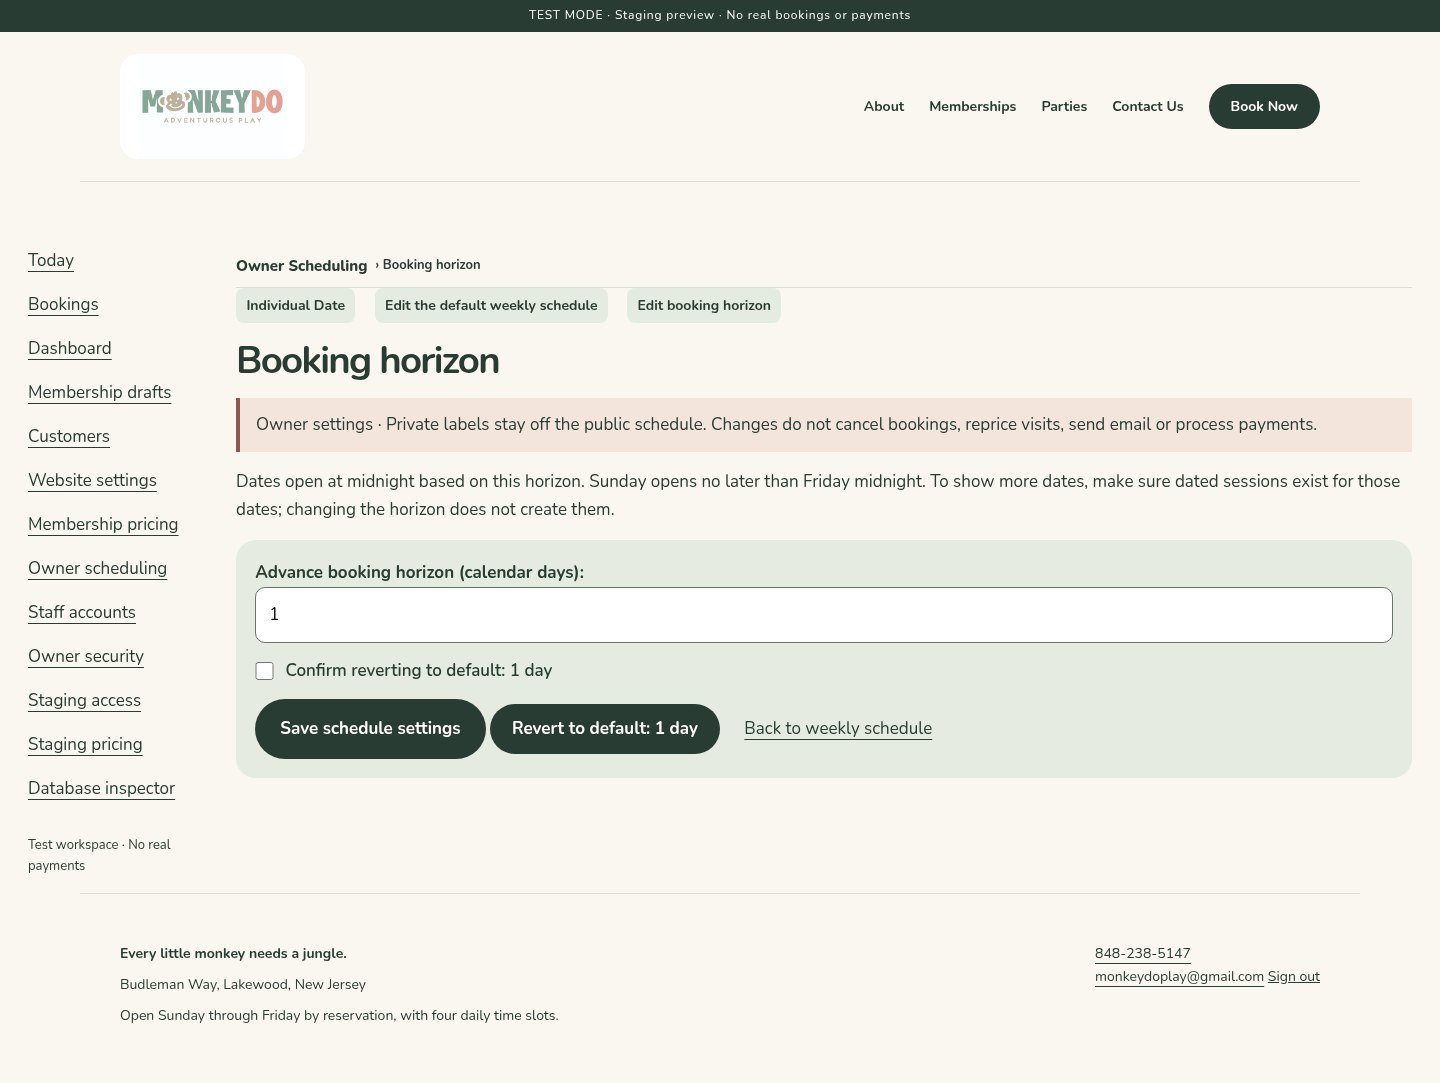 TEST MODE · Staging preview · No real bookings or payments
MONKEYDO
ADVENTUROUS PLAY
About
Memberships
Parties
Contact Us
Book Now
Today
Bookings
Dashboard
Membership drafts
Customers
Website settings
Membership pricing
Owner scheduling
Staff accounts
Owner security
Staging access
Staging pricing
Database inspector
Test workspace · No real
payments
Owner Scheduling › Booking horizon
Individual Date
Edit the default weekly schedule
Edit booking horizon
Booking horizon
Owner settings · Private labels stay off the public schedule. Changes do not cancel bookings, reprice visits, send email or process payments.
Dates open at midnight based on this horizon. Sunday opens no later than Friday midnight. To show more dates, make sure dated sessions exist for those
dates; changing the horizon does not create them.
Advance booking horizon (calendar days):
1
Confirm reverting to default: 1 day
Save schedule settings
Revert to default: 1 day
Back to weekly schedule
Every little monkey needs a jungle.
Budleman Way, Lakewood, New Jersey
Open Sunday through Friday by reservation, with four daily time slots.
848-238-5147
monkeydoplay@gmail.com Sign out